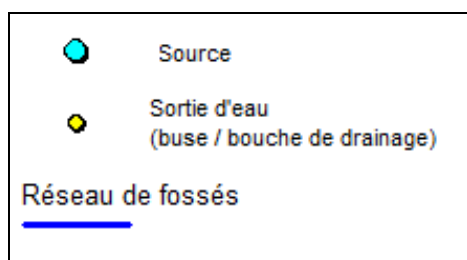 Source
Sortie d'eau
(buse / bouche de drainage)
Réseau de fossés